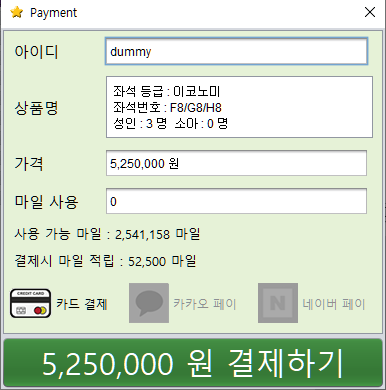 Payment
아이디
dummy
상품명
좌석 등급 : 이코노미
좌석번호 : F8/G8/H8
성인 : 3 명 소아 : 0 명
가격
5,250,000 원
마일 사용
0
사용 가능 마일 : 2,541,158 마일
결제시 마일 적립 : 52,500 마일
CREDIT CARD
카드 결제
카카오 페이
N
네이버 페이
5,250,000 원 결제하기